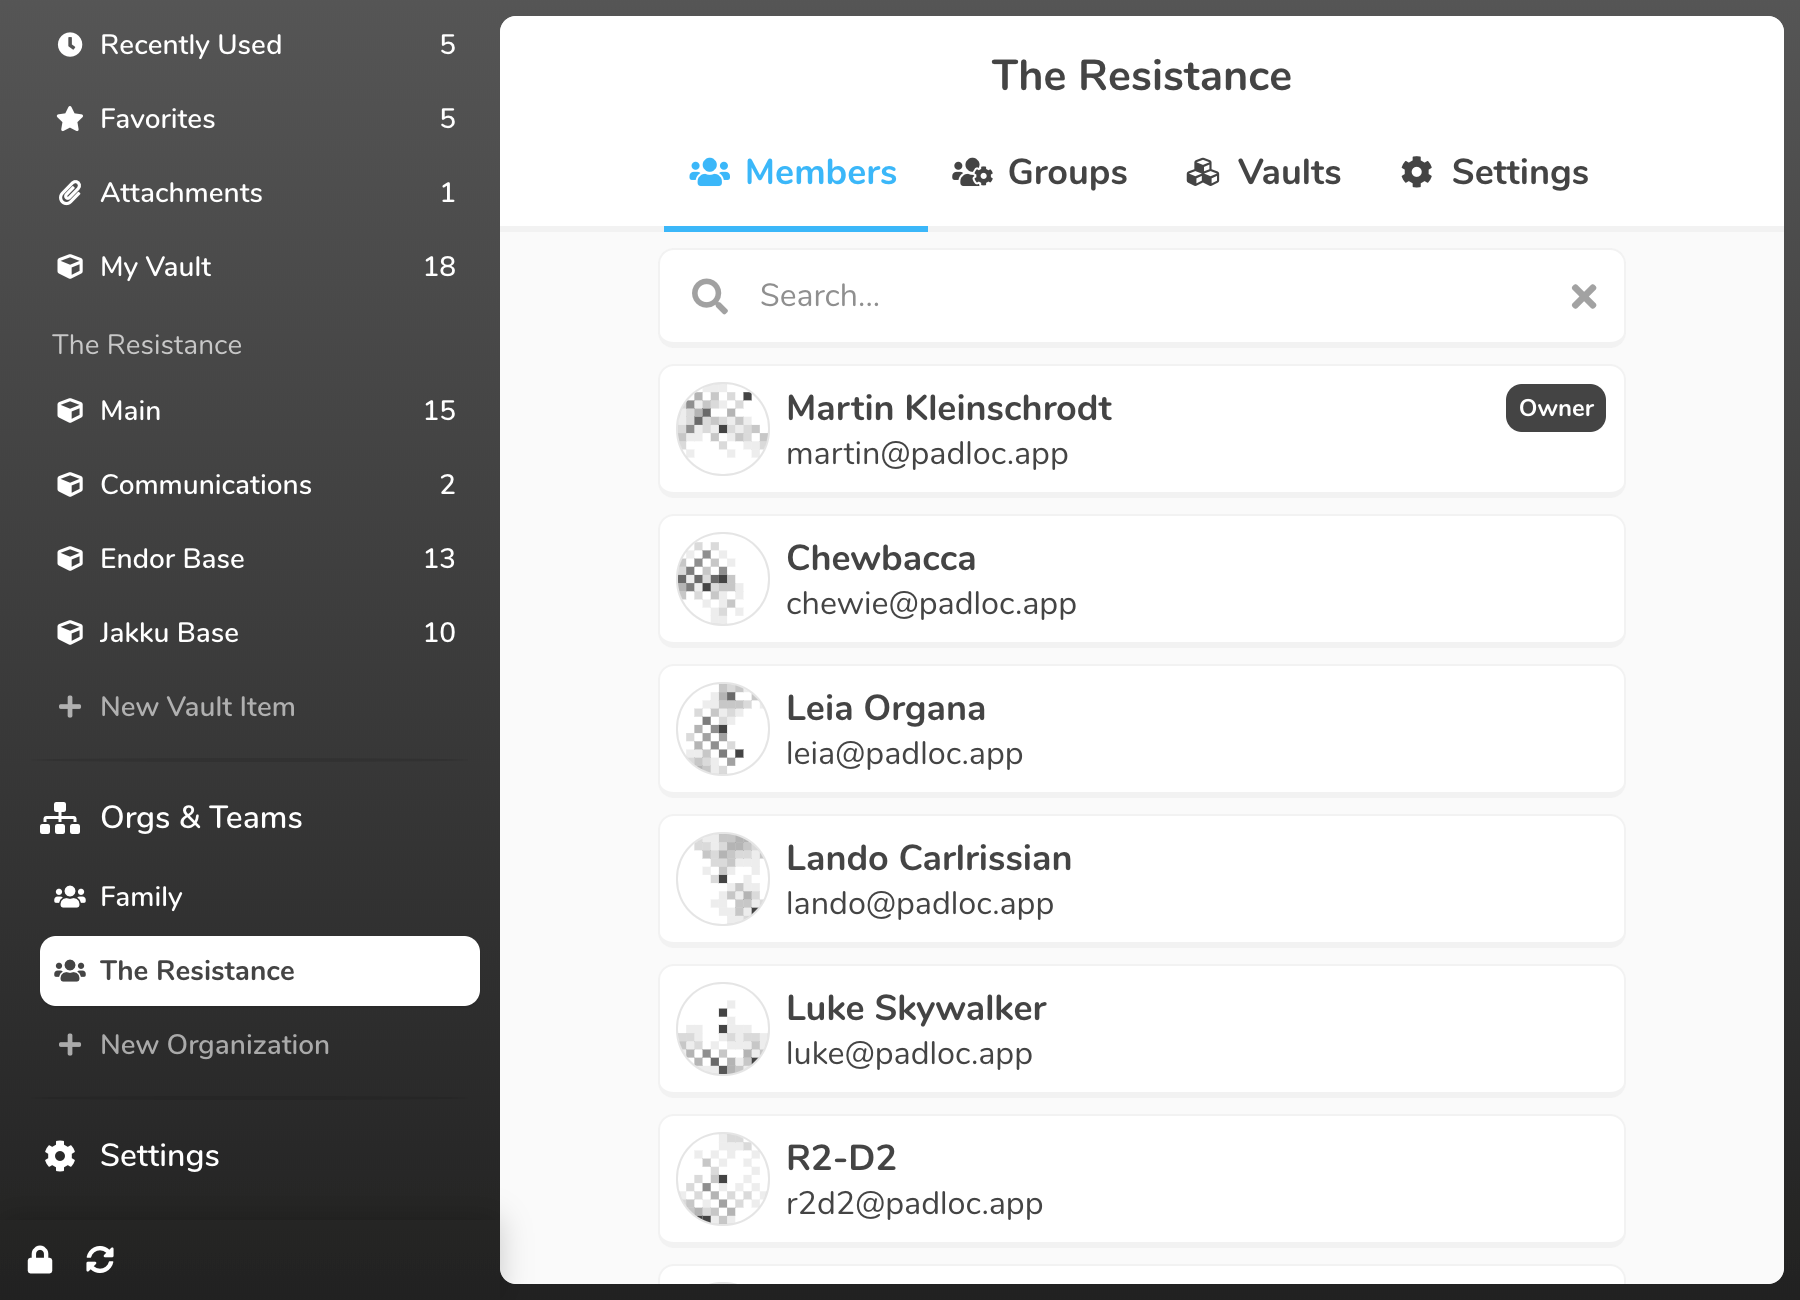 Recently Used 5
Favorites 5
Attachments 1
My Vault 18
The Resistance
Main 15
Communications 2
Endor Base 13
Jakku Base 10
New Vault Item
Orgs & Teams
Family
The Resistance
New Organization
Settings
The Resistance
Members Groups Vaults Settings
Search...
Martin Kleinschrodt Owner
martin@padloc.app
Chewbacca
chewie@padloc.app
Leia Organa
leia@padloc.app
Lando Carlrissian
lando@padloc.app
Luke Skywalker
luke@padloc.app
R2-D2
r2d2@padloc.app